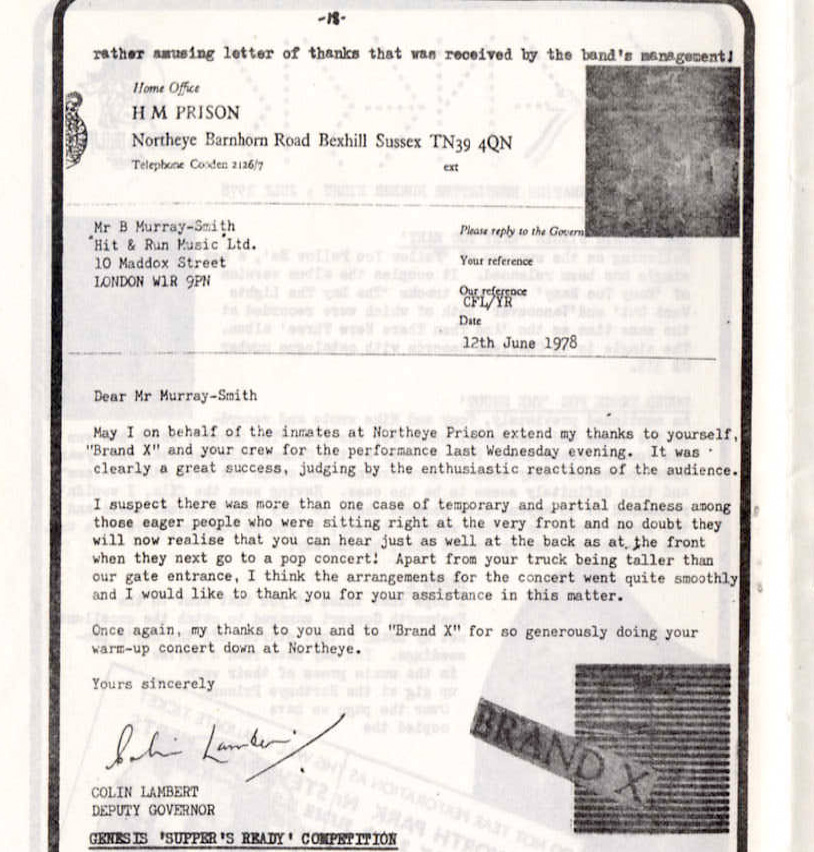 -18-
rather amusing letter of thanks that was received by the band's management!
Home Office
H M PRISON
Northeye Barnhorn Road Bexhill Sussex TN39 4QN
Telephone Cooden 2126/7
ext
Mr B Murray-Smith
"Hit & Run Music Ltd.
10 Maddox Street
LONDON W1R 9PN
Please reply to the Govern
Your reference
Our reference
CFL/YR
Date
12th June 1978
Dear Mr Murray-Smith
May I on behalf of the inmates at Northeye Prison extend my thanks to yourself,
"Brand X" and your crew for the performance last Wednesday evening. It was
clearly a great success, judging by the enthusiastic reactions of the audience.
I suspect there was more than one case of temporary and partial deafness among
those eager people who were sitting right at the very front and no doubt they
will now realise that you can hear just as well at the back as at the front
when they next go to a pop concert! Apart from your truck being taller than
our gate entrance, I think the arrangements for the concert went quite smoothly
and I would like to thank you for your assistance in this matter.
Once again, my thanks to you and to "Brand X" for so generously doing your
warm-up concert down at Northeye.
Yours sincerely
Colin Lambert
COLIN LAMBERT
DEPUTY GOVERNOR
BRAND X
GENESIS 'SUPPER'S READY' COMPETITION